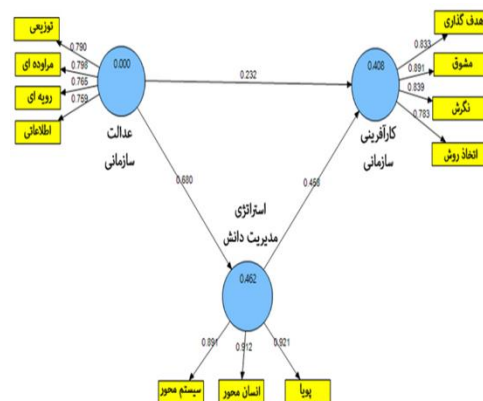 توزیعی
0.790
مراوده ای
0.798
رویه ای
0.765
اطلاعاتی
0.759
0.000
عدالت
سازمانی
0.232
0.408
کارآفرینی
سازمانی
هدف گذاری
0.833
مشوق
0.891
نگرش
0.839
اتخاذ روش
0.783
0.680
استراتژی
مدیریت دانش
0.462
0.891
0.912
0.921
سیستم محور
انسان محور
پویا